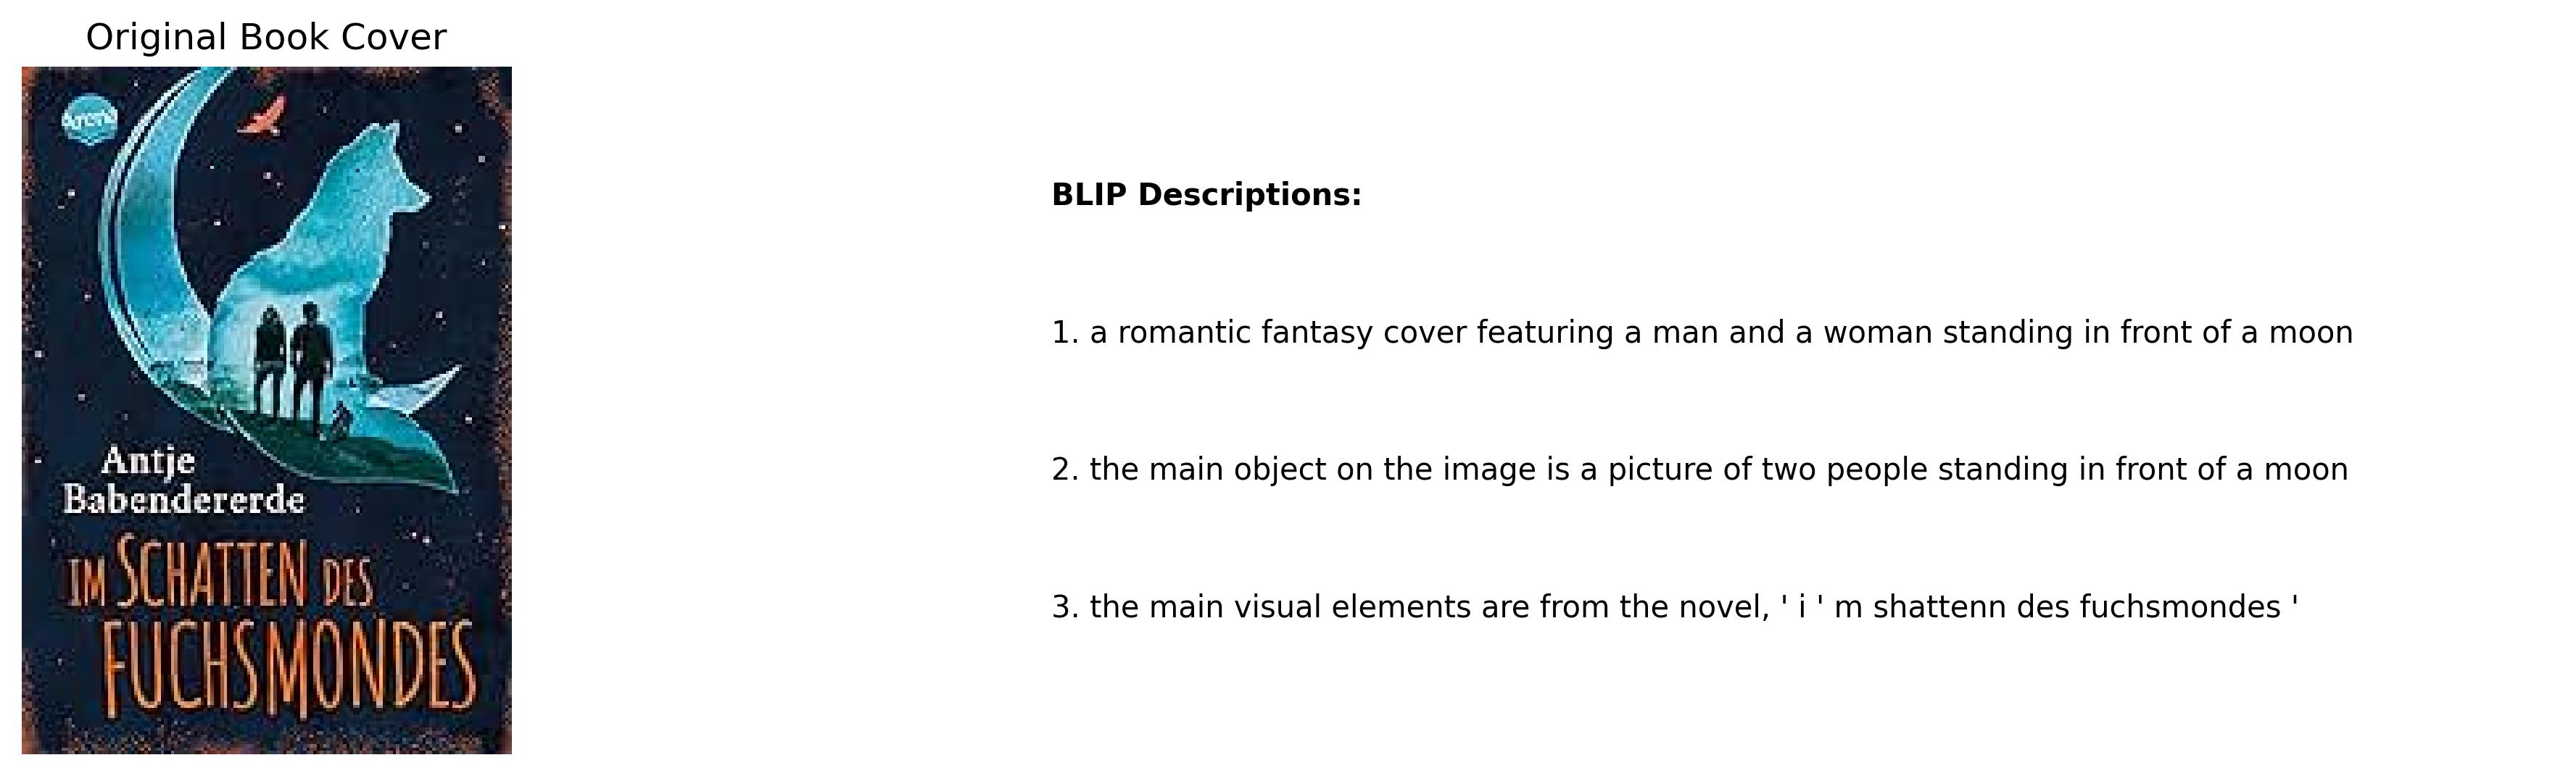 Original Book Cover
Arena
Antje
Babendererde
IM SCHATTEN DES
FUCHSMONDES
BLIP Descriptions:
1. a romantic fantasy cover featuring a man and a woman standing in front of a moon
2. the main object on the image is a picture of two people standing in front of a moon
3. the main visual elements are from the novel, ' i ' m shattenn des fuchsmondes '